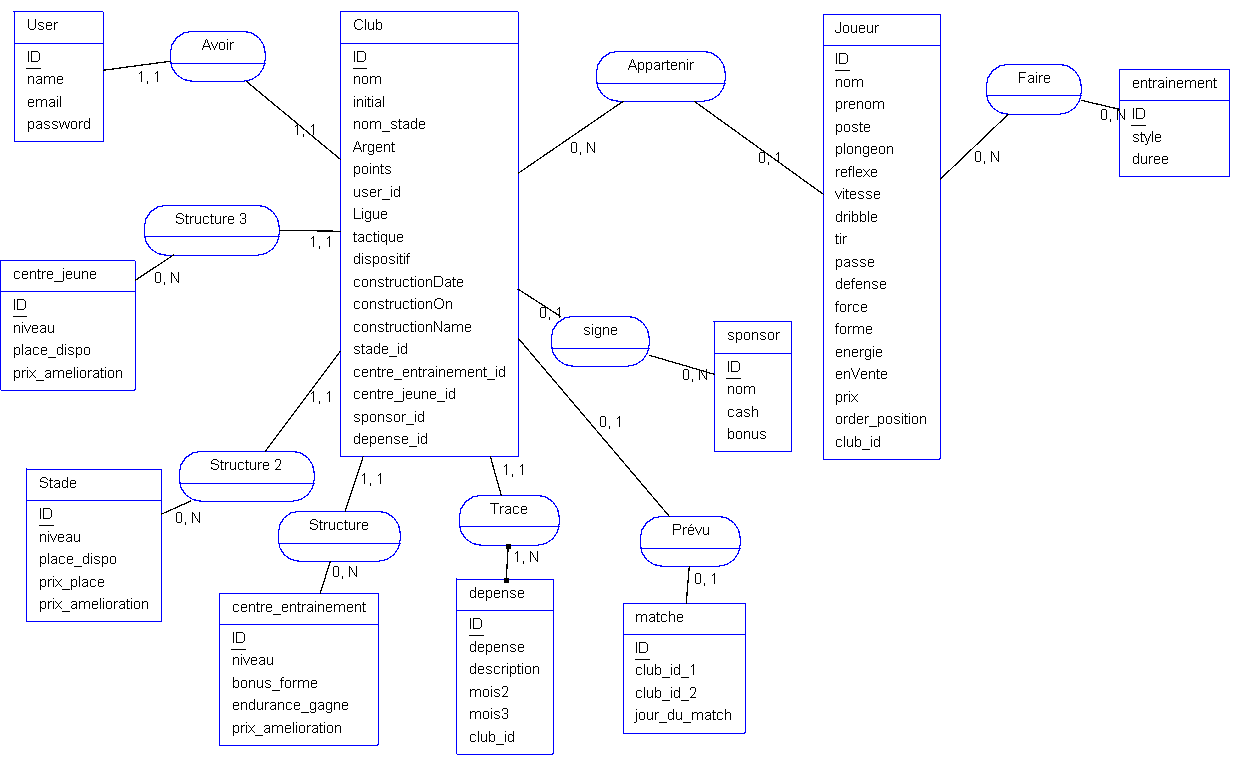 User
ID
name
email
password
Avoir
1, 1
1, 1
Club
ID
nom
initial
nom_stade
Argent
points
user_id
Ligue
tactique
dispositif
constructionDate
constructionOn
constructionName
stade_id
centre_entrainement_id
centre_jeune_id
sponsor_id
depense_id
Appartenir
0, N
0, 1
Joueur
ID
nom
prenom
poste
plongeon
reflexe
vitesse
dribble
tir
passe
defense
force
forme
energie
enVente
prix
order_position
club_id
Faire
0, N
0, N
entrainement
ID
style
duree
Structure 3
1, 1
0, N
centre_jeune
ID
niveau
place_dispo
prix_amelioration
signe
0, 1
0, N
sponsor
ID
nom
cash
bonus
Structure 2
1, 1
0, N
Stade
ID
niveau
place_dispo
prix_place
prix_amelioration
Structure
1, 1
0, N
centre_entrainement
ID
niveau
bonus_forme
endurance_gagne
prix_amelioration
Trace
1, 1
1, N
depense
ID
depense
description
mois2
mois3
club_id
Prévu
0, 1
0, 1
matche
ID
club_id_1
club_id_2
jour_du_match